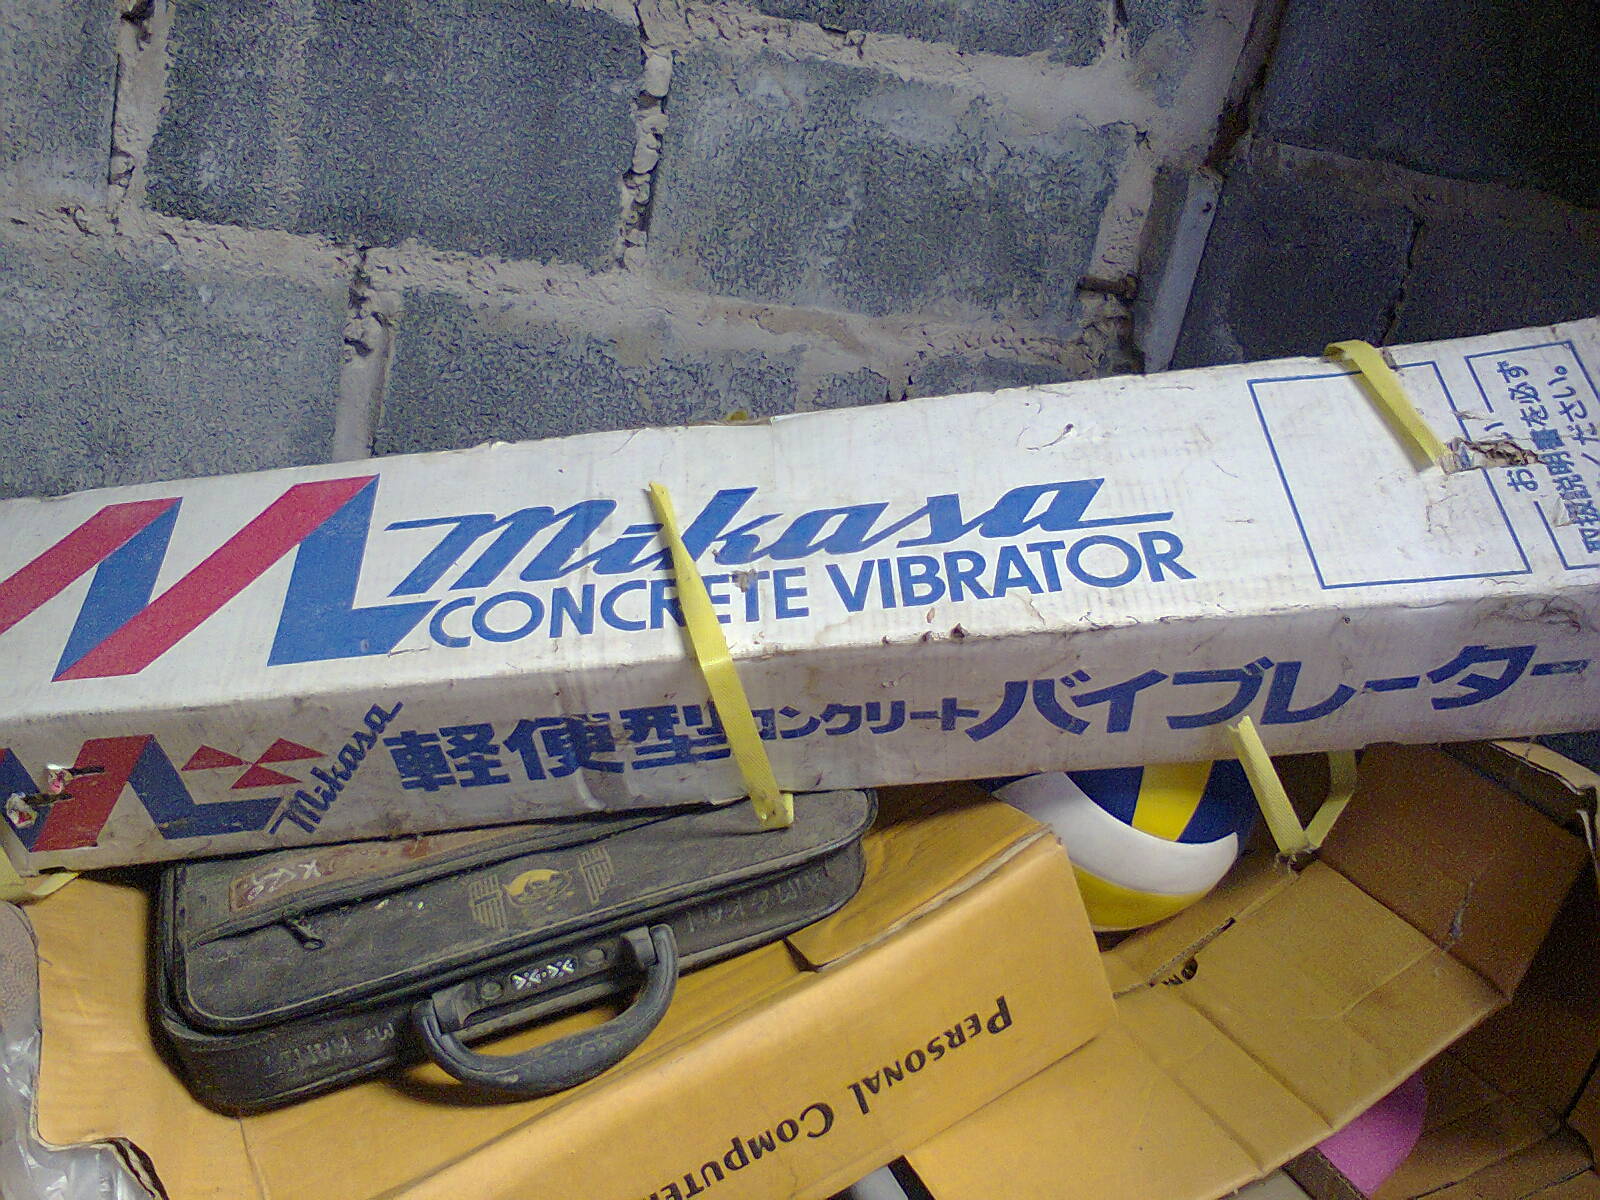 Mikasa
CONCRETE VIBRATOR
お
書を必ず
取扱説明
ださい。
Mikasa
軽便型コンクリートバイブレーター
PERSONAL COMPUTER